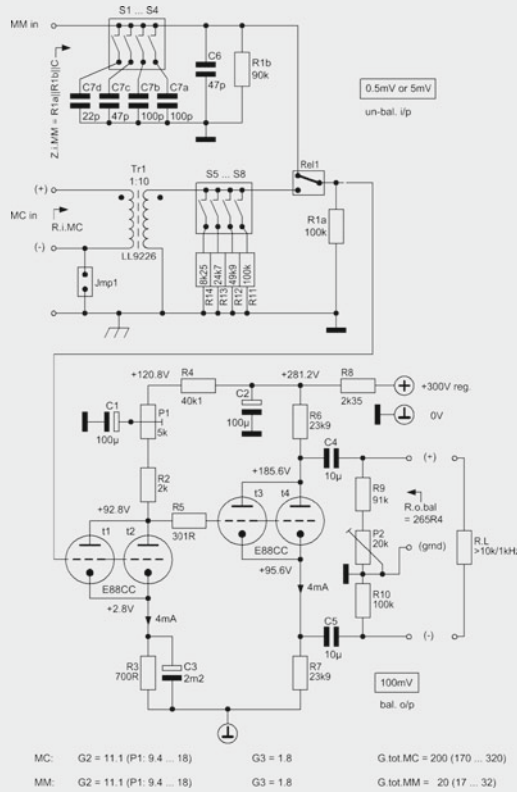 S1 ... S4
MM in
Z.i.MM = R1a||R1b||C
C7d
22p
C7c
47p
C7b
100p
C7a
100p
C6
47p
R1b
90k
0.5mV or 5mV
un-bal. i/p
Tr1
1:10
LL9226
(+)
MC in
R.i.MC
(-)
Jmp1
S5 ... S8
8k25
R14
24k7
R13
49k9
R12
100k
R11
Rel1
R1a
100k
+120.8V
R4
40k1
+281.2V
R8
2k35
+300V reg.
0V
C1
100µ
P1
5k
C2
100µ
R6
23k9
R2
2k
+185.6V
C4
10µ
(+)
R9
91k
R.o.bal
= 265R4
+92.8V
R5
301R
t1
t2
E88CC
t3
t4
E88CC
P2
20k
(grnd)
R.L
>10k/1kHz
+2.8V
+95.6V
4mA
4mA
R10
100k
C5
10µ
(-)
R3
700R
C3
2m2
R7
23k9
100mV
bal. o/p
MC: G2 = 11.1 (P1: 9.4 ... 18) G3 = 1.8 G.tot.MC = 200 (170 ... 320)
MM: G2 = 11.1 (P1: 9.4 ... 18) G3 = 1.8 G.tot.MM = 20 (17 ... 32)